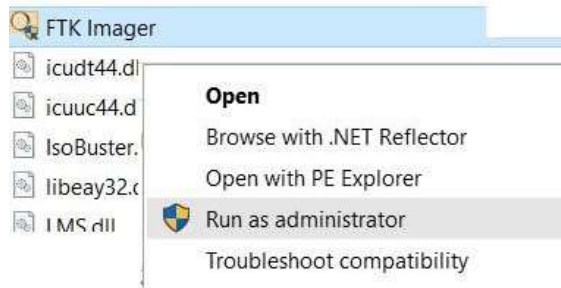 FTK Imager
icudt44.dl
icuuc44.d
IsoBuster.
libeay32.c
LMS.dll
Open
Browse with .NET Reflector
Open with PE Explorer
Run as administrator
Troubleshoot compatibility